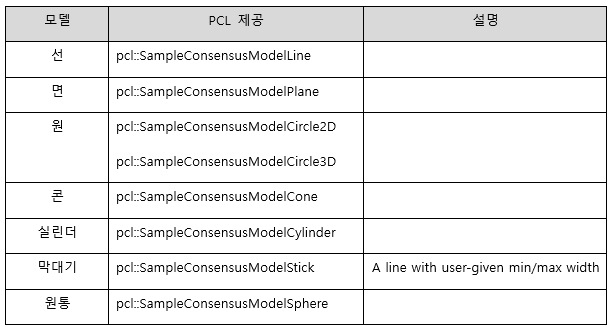 모델 PCL 제공 설명
선 pcl::SampleConsensusModelLine
면 pcl::SampleConsensusModelPlane
원 pcl::SampleConsensusModelCircle2D
pcl::SampleConsensusModelCircle3D
콘 pcl::SampleConsensusModelCone
실린더 pcl::SampleConsensusModelCylinder
막대기 pcl::SampleConsensusModelStick A line with user-given min/max width
원통 pcl::SampleConsensusModelSphere